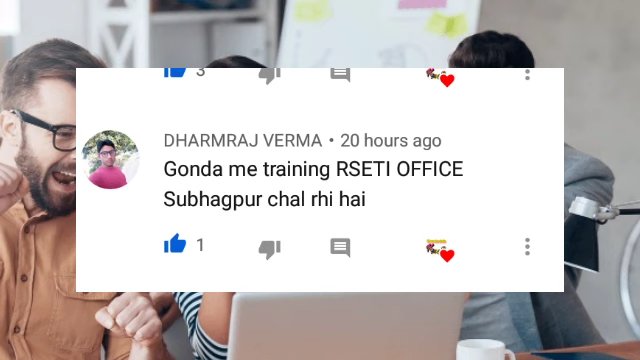 3
DHARMRAJ VERMA • 20 hours ago
Gonda me training RSETI OFFICE
Subhagpur chal rhi hai
1